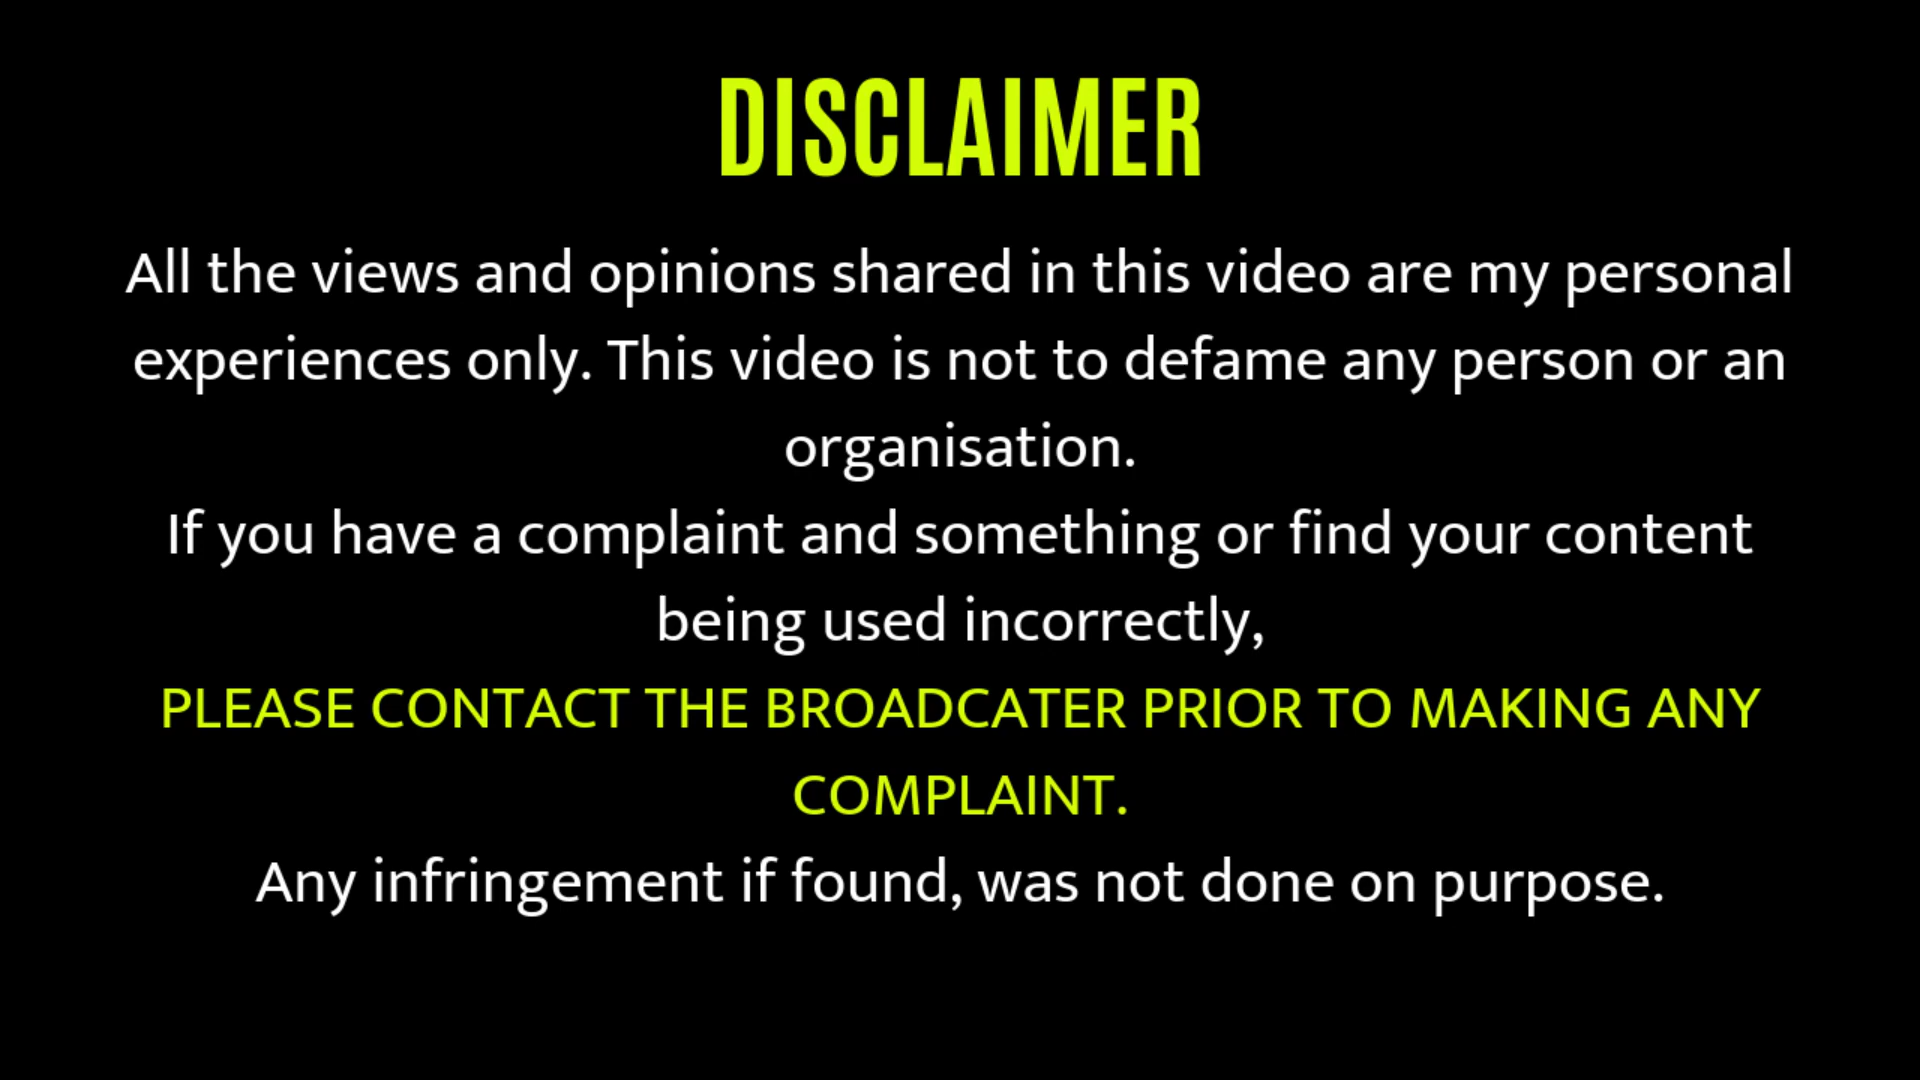 DISCLAIMER
All the views and opinions shared in this video are my personal
experiences only. This video is not to defame any person or an
organisation.
If you have a complaint and something or find your content
being used incorrectly,
PLEASE CONTACT THE BROADCATER PRIOR TO MAKING ANY
COMPLAINT.
Any infringement if found, was not done on purpose.